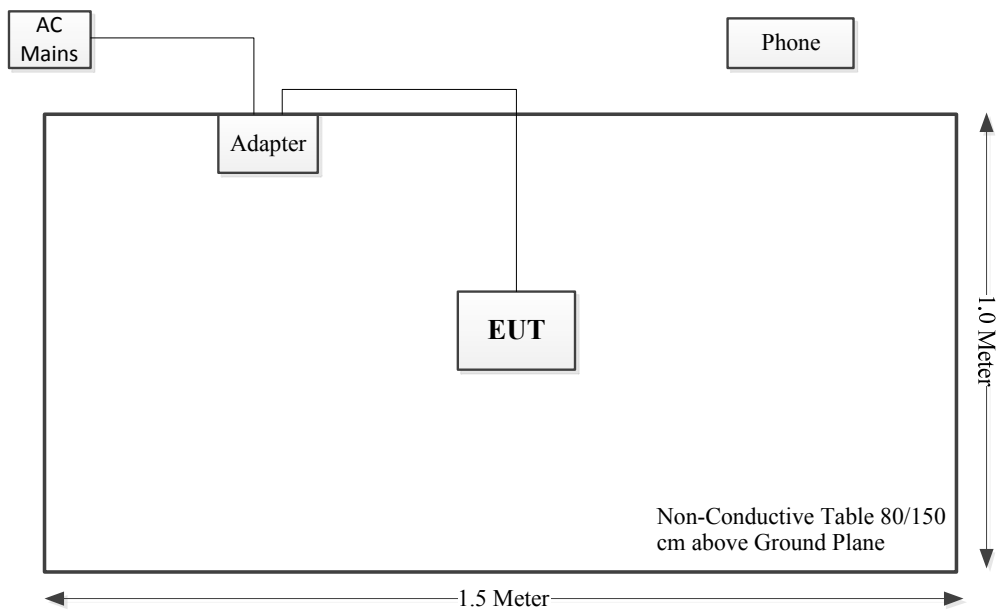 AC
Mains
Phone
Adapter
EUT
1.0 Meter
Non-Conductive Table 80/150
cm above Ground Plane
1.5 Meter